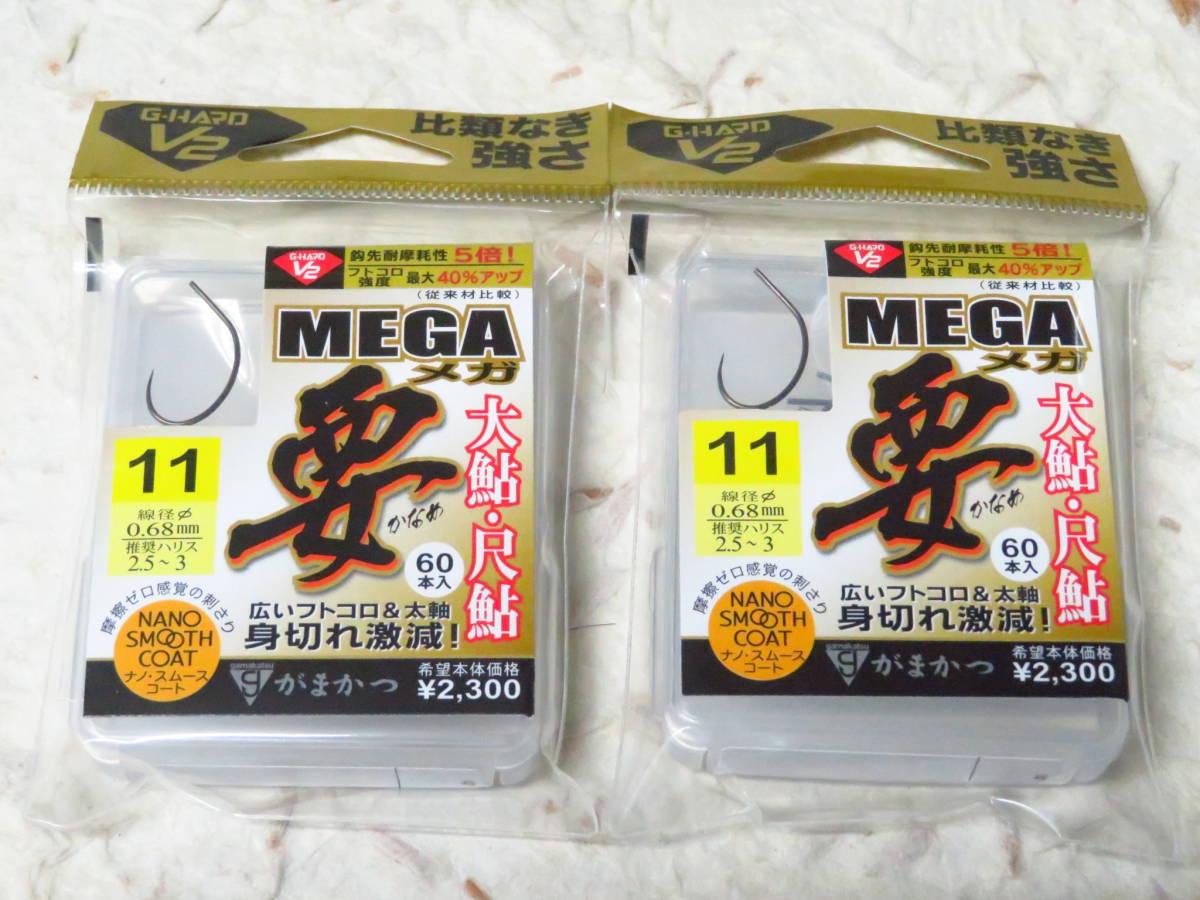 G-HARD
V2
比類なき
強さ
G-HARD
V2
鈎先耐摩耗性 5倍!
フトコロ強度 最大40%アップ
(従来材比較)
MEGA
メガ
要
かなめ
大鮎・尺鮎
11
線径φ
0.68mm
推奨ハリス
2.5~3
60
本入
摩擦ゼロ感覚の刺さり
NANO
SMOOTH
COAT
ナノ・スムース
コート
広いフトコロ&太軸
身切れ激減!
gamakatsu
がまかつ
希望本体価格
¥2,300
G-HARD
V2
比類なき
強さ
G-HARD
V2
鈎先耐摩耗性 5倍!
フトコロ強度 最大40%アップ
(従来材比較)
MEGA
メガ
要
かなめ
大鮎・尺鮎
11
線径φ
0.68mm
推奨ハリス
2.5~3
60
本入
摩擦ゼロ感覚の刺さり
NANO
SMOOTH
COAT
ナノ・スムース
コート
広いフトコロ&太軸
身切れ激減!
gamakatsu
がまかつ
希望本体価格
¥2,300